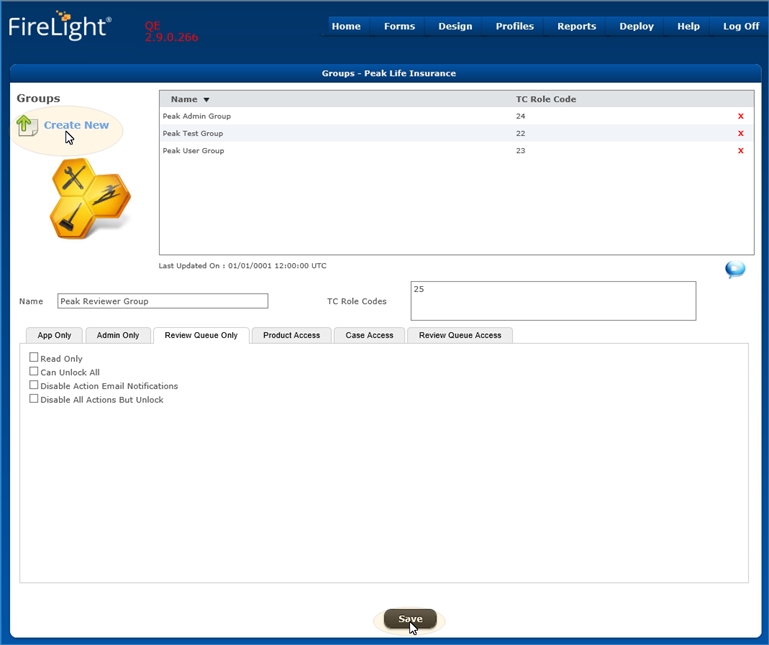 FireLight®
QE
2.9.0.266
Home Forms Design Profiles Reports Deploy Help Log Off
Groups - Peak Life Insurance
Groups
Create New
Name ▼ TC Role Code
Peak Admin Group 24 X
Peak Test Group 22 X
Peak User Group 23 X
Last Updated On : 01/01/0001 12:00:00 UTC
Name Peak Reviewer Group TC Role Codes 25
App Only Admin Only Review Queue Only Product Access Case Access Review Queue Access
Read Only
Can Unlock All
Disable Action Email Notifications
Disable All Actions But Unlock
Save